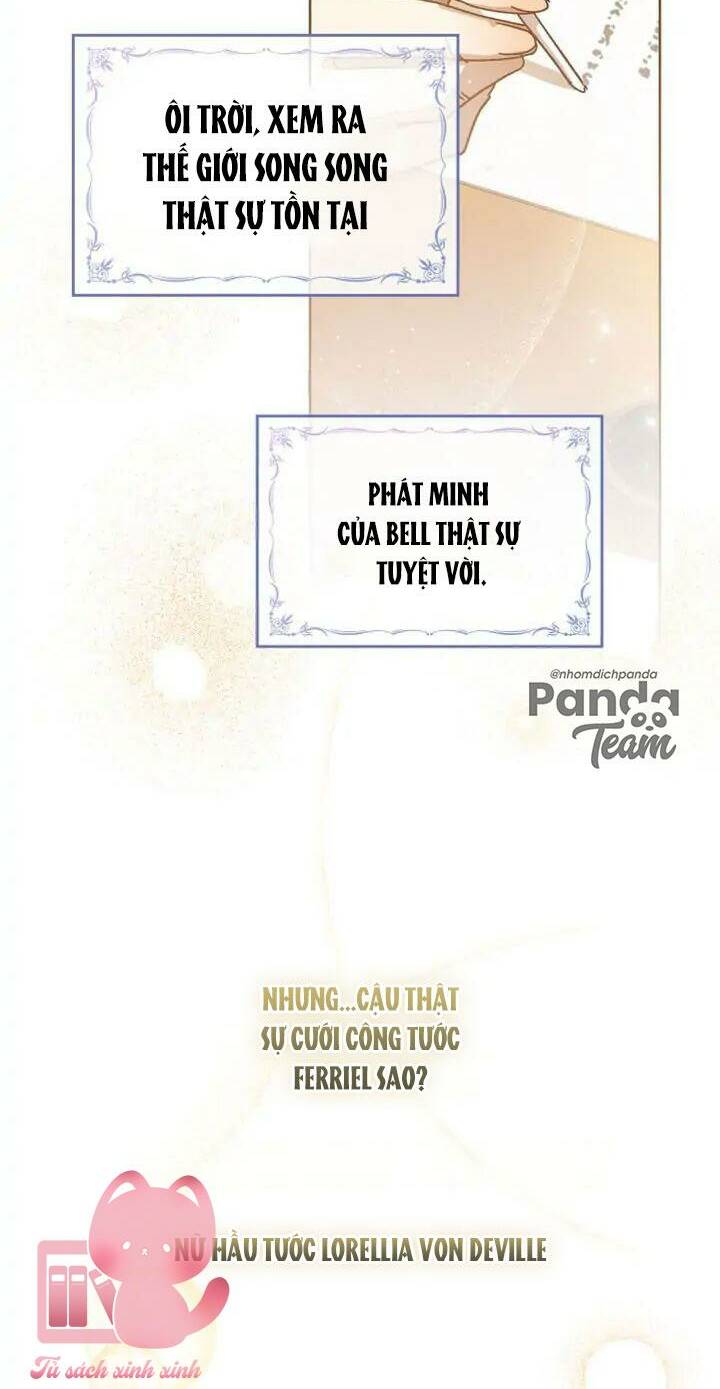 ÔI TRỜI, XEM RA
THẾ GIỚI SONG SONG
THẬT SỰ TỒN TẠI
PHÁT MINH
CỦA BELL THẬT SỰ
TUYỆT VỜI.
@nhomdichpanda
Panda
Team
NHƯNG...CẬU THẬT
SỰ CƯỚI CÔNG TƯỚC
FERRIEL SAO?
NỮ HẦU TƯỚC LORELLIA VON DEVILLE
Tủ sách xinh xinh